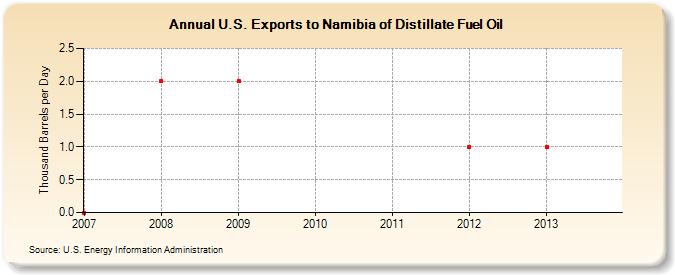 Annual U.S. Exports to Namibia of Distillate Fuel Oil
Thousand Barrels per Day
2.5
2.0
1.5
1.0
0.5
0.0
2007 2008 2009 2010 2011 2012 2013
Source: U.S. Energy Information Administration